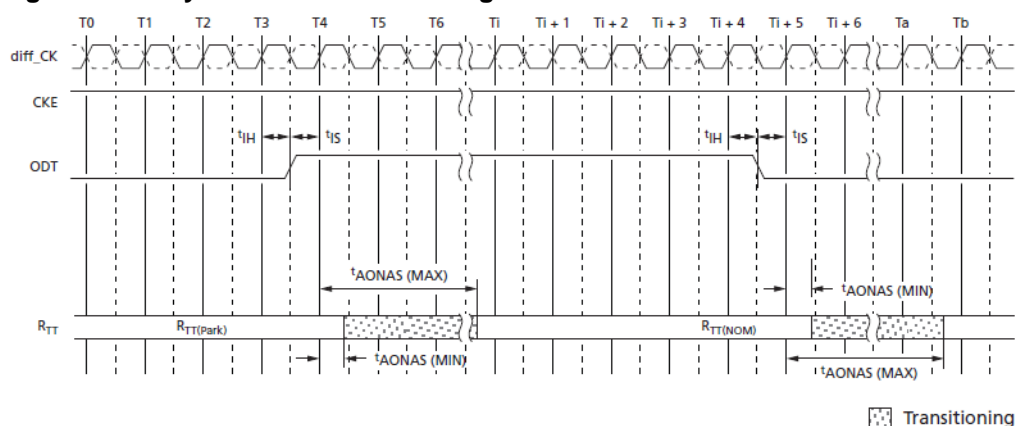 T0 T1 T2 T3 T4 T5 T6 Ti Ti + 1 Ti + 2 Ti + 3 Ti + 4 Ti + 5 Ti + 6 Ta Tb
diff_CK
CKE
tIH tIS tIH tIS
ODT
tAONAS (MAX)
tAONAS (MIN)
RTT RTT(Park) RTT(NOM)
tAONAS (MIN)
tAONAS (MAX)
Transitioning